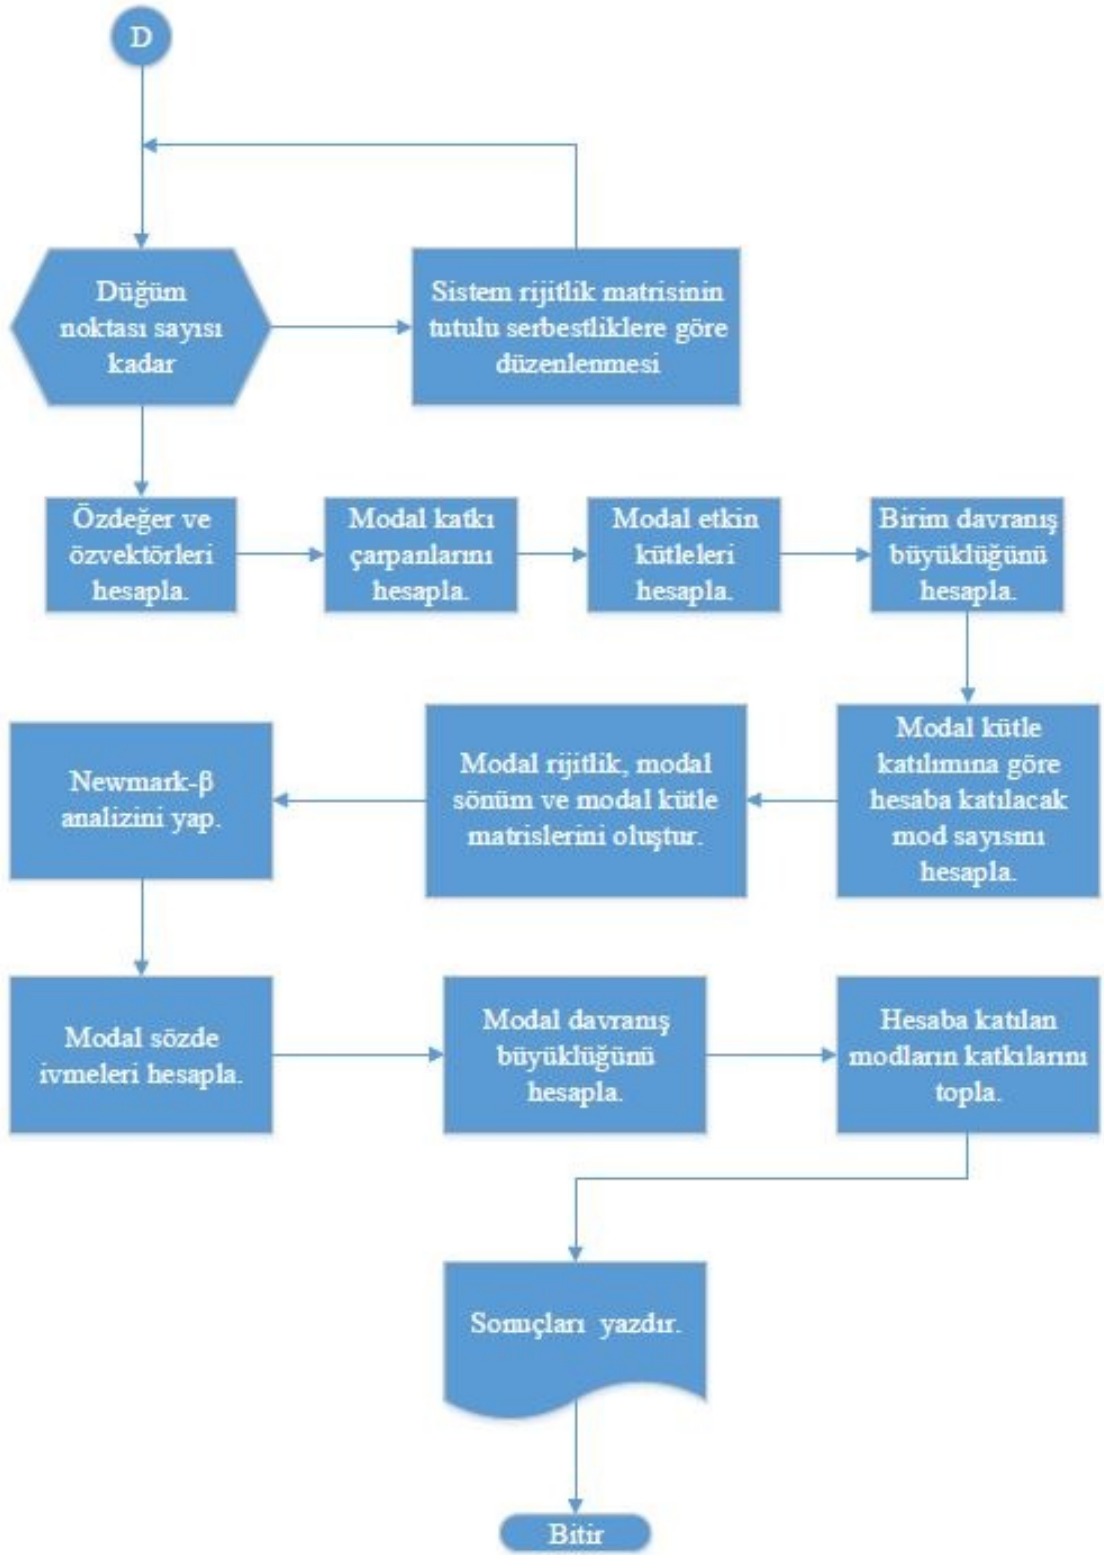 D
Düğüm
noktası sayısı
kadar
Sistem rijitlik matrisinin
tutulu serbestliklere göre
düzenlenmesi
Özdeğer ve
özvektörleri
hesapla.
Modal katkı
çarpanlarını
hesapla.
Modal etkin
kütleleri
hesapla.
Birim davranış
büyüklüğünü
hesapla.
Modal kütle
katılımına göre
hesaba katılacak
mod sayısını
hesapla.
Modal rijitlik, modal
sönüm ve modal kütle
matrislerini oluştur.
Newmark-β
analizini yap.
Modal sözde
ivmeleri hesapla.
Modal davranış
büyüklüğünü
hesapla.
Hesaba katılan
modların katkılarını
topla.
Sonuçları yazdır.
Bitir